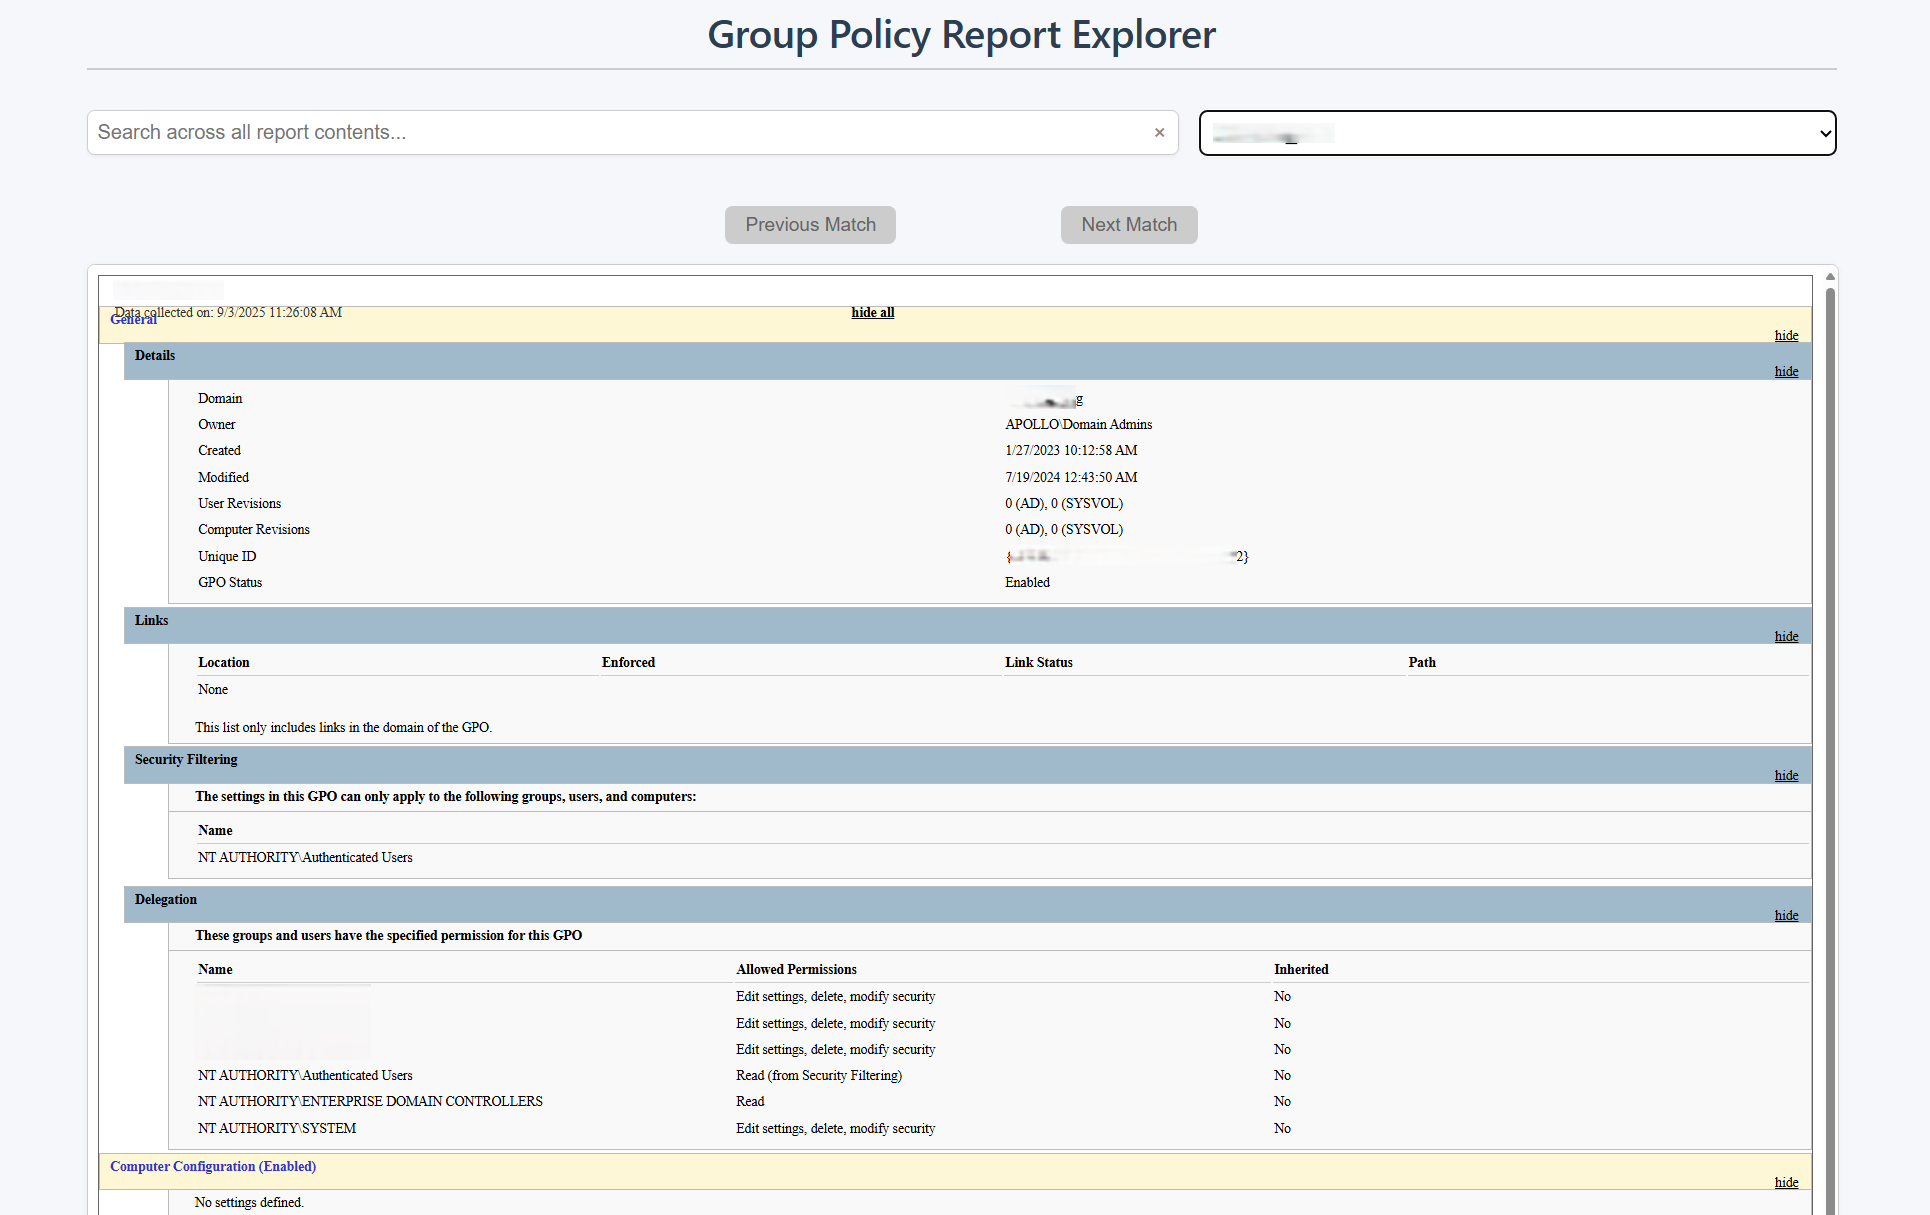 Group Policy Report Explorer
Search across all report contents... ×
Previous Match Next Match
Data collected on: 9/3/2025 11:26:08 AM hide all
General
hide
Details
hide
Domain g
Owner APOLLO\Domain Admins
Created 1/27/2023 10:12:58 AM
Modified 7/19/2024 12:43:50 AM
User Revisions 0 (AD), 0 (SYSVOL)
Computer Revisions 0 (AD), 0 (SYSVOL)
Unique ID { 2}
GPO Status Enabled
Links
hide
Location Enforced Link Status Path
None
This list only includes links in the domain of the GPO.
Security Filtering
hide
The settings in this GPO can only apply to the following groups, users, and computers:
Name
NT AUTHORITY\Authenticated Users
Delegation
hide
These groups and users have the specified permission for this GPO
Name Allowed Permissions Inherited
Edit settings, delete, modify security No
Edit settings, delete, modify security No
Edit settings, delete, modify security No
NT AUTHORITY\Authenticated Users Read (from Security Filtering) No
NT AUTHORITY\ENTERPRISE DOMAIN CONTROLLERS Read No
NT AUTHORITY\SYSTEM Edit settings, delete, modify security No
Computer Configuration (Enabled)
hide
No settings defined.